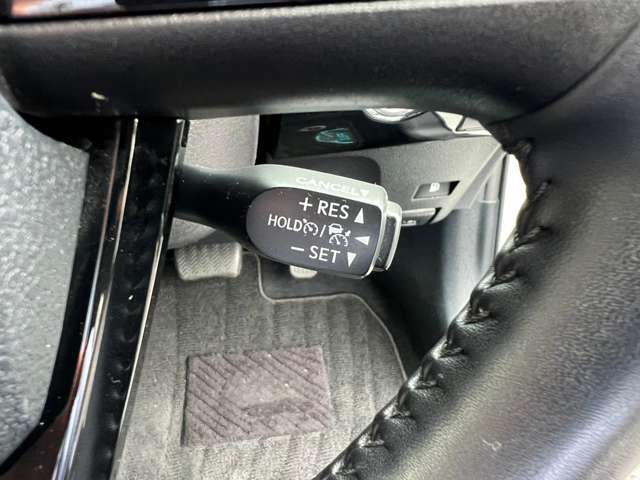 CANCEL▼
+ RES ▲
HOLD /
− SET ▼